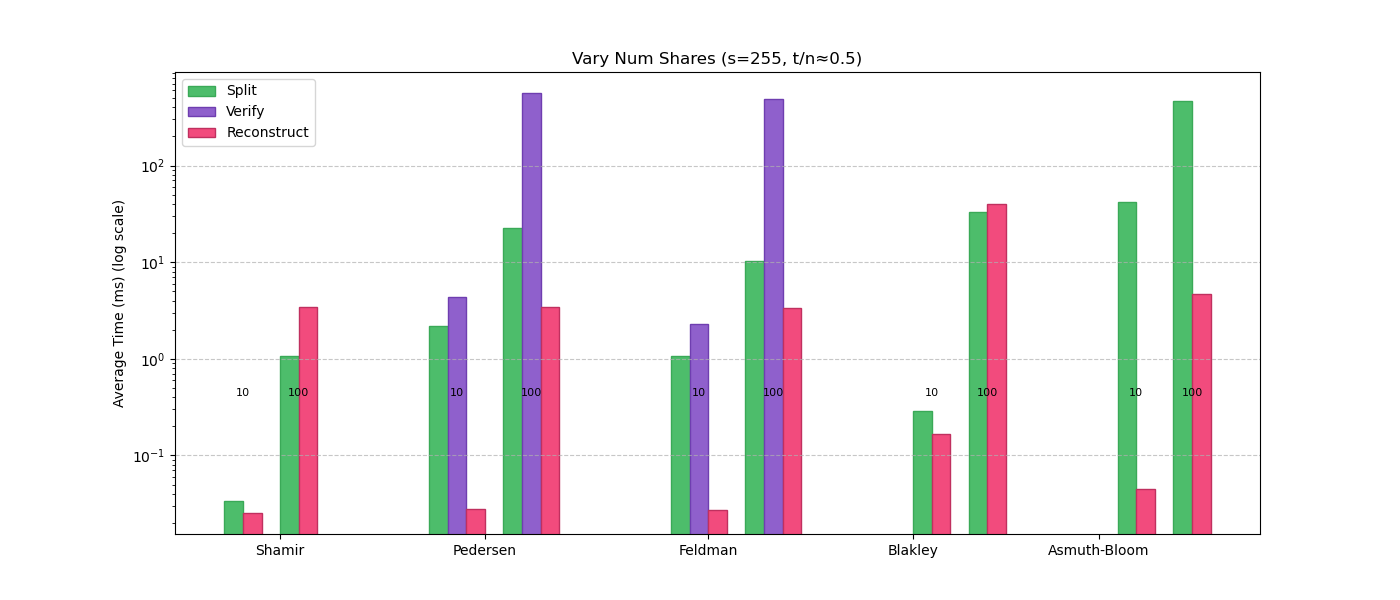 Vary Num Shares (s=255, t/n≈0.5)
Split
Verify
Reconstruct
Average Time (ms) (log scale)
10²
10¹
10⁰
10⁻¹
10 100 10 100 10 100 10 100 10 100
Shamir Pedersen Feldman Blakley Asmuth-Bloom